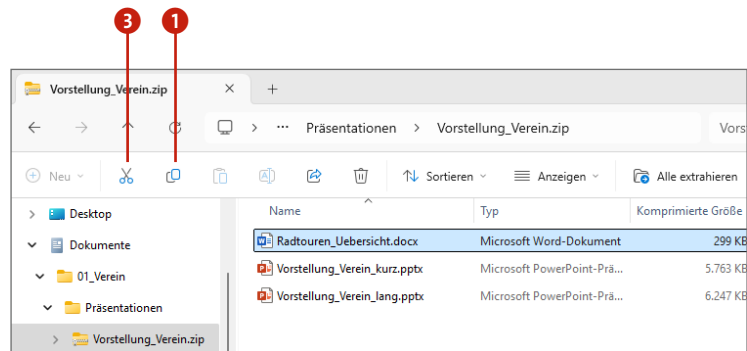 3 1
Vorstellung_Verein.zip
Präsentationen > Vorstellung_Verein.zip Vors
Neu Sortieren Anzeigen Alle extrahieren
Desktop
Dokumente
01_Verein
Präsentationen
Vorstellung_Verein.zip
Name Typ Komprimierte Größe
Radtouren_Uebersicht.docx Microsoft Word-Dokument 299 KB
Vorstellung_Verein_kurz.pptx Microsoft PowerPoint-Prä... 5.763 KB
Vorstellung_Verein_lang.pptx Microsoft PowerPoint-Prä... 6.247 KB